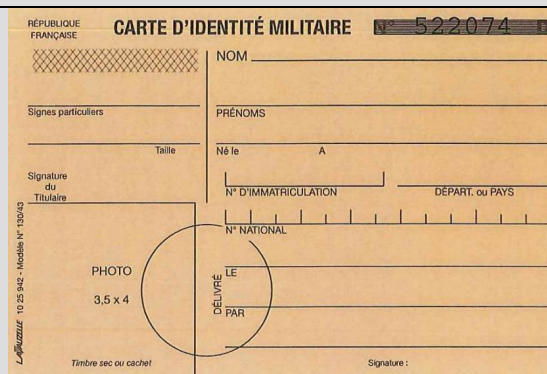 RÉPUBLIQUE
FRANÇAISE
CARTE D'IDENTITÉ MILITAIRE
N° 522074
NOM
Signes particuliers
PRÉNOMS
Taille
Né le A
Signature
du
Titulaire
N° D'IMMATRICULATION
DÉPART. ou PAYS
N° NATIONAL
PHOTO
3,5 x 4
DÉLIVRÉ
LE
PAR
LAVAUZELLE 10 25 942 - Modèle N° 130/43
Timbre sec ou cachet
Signature :